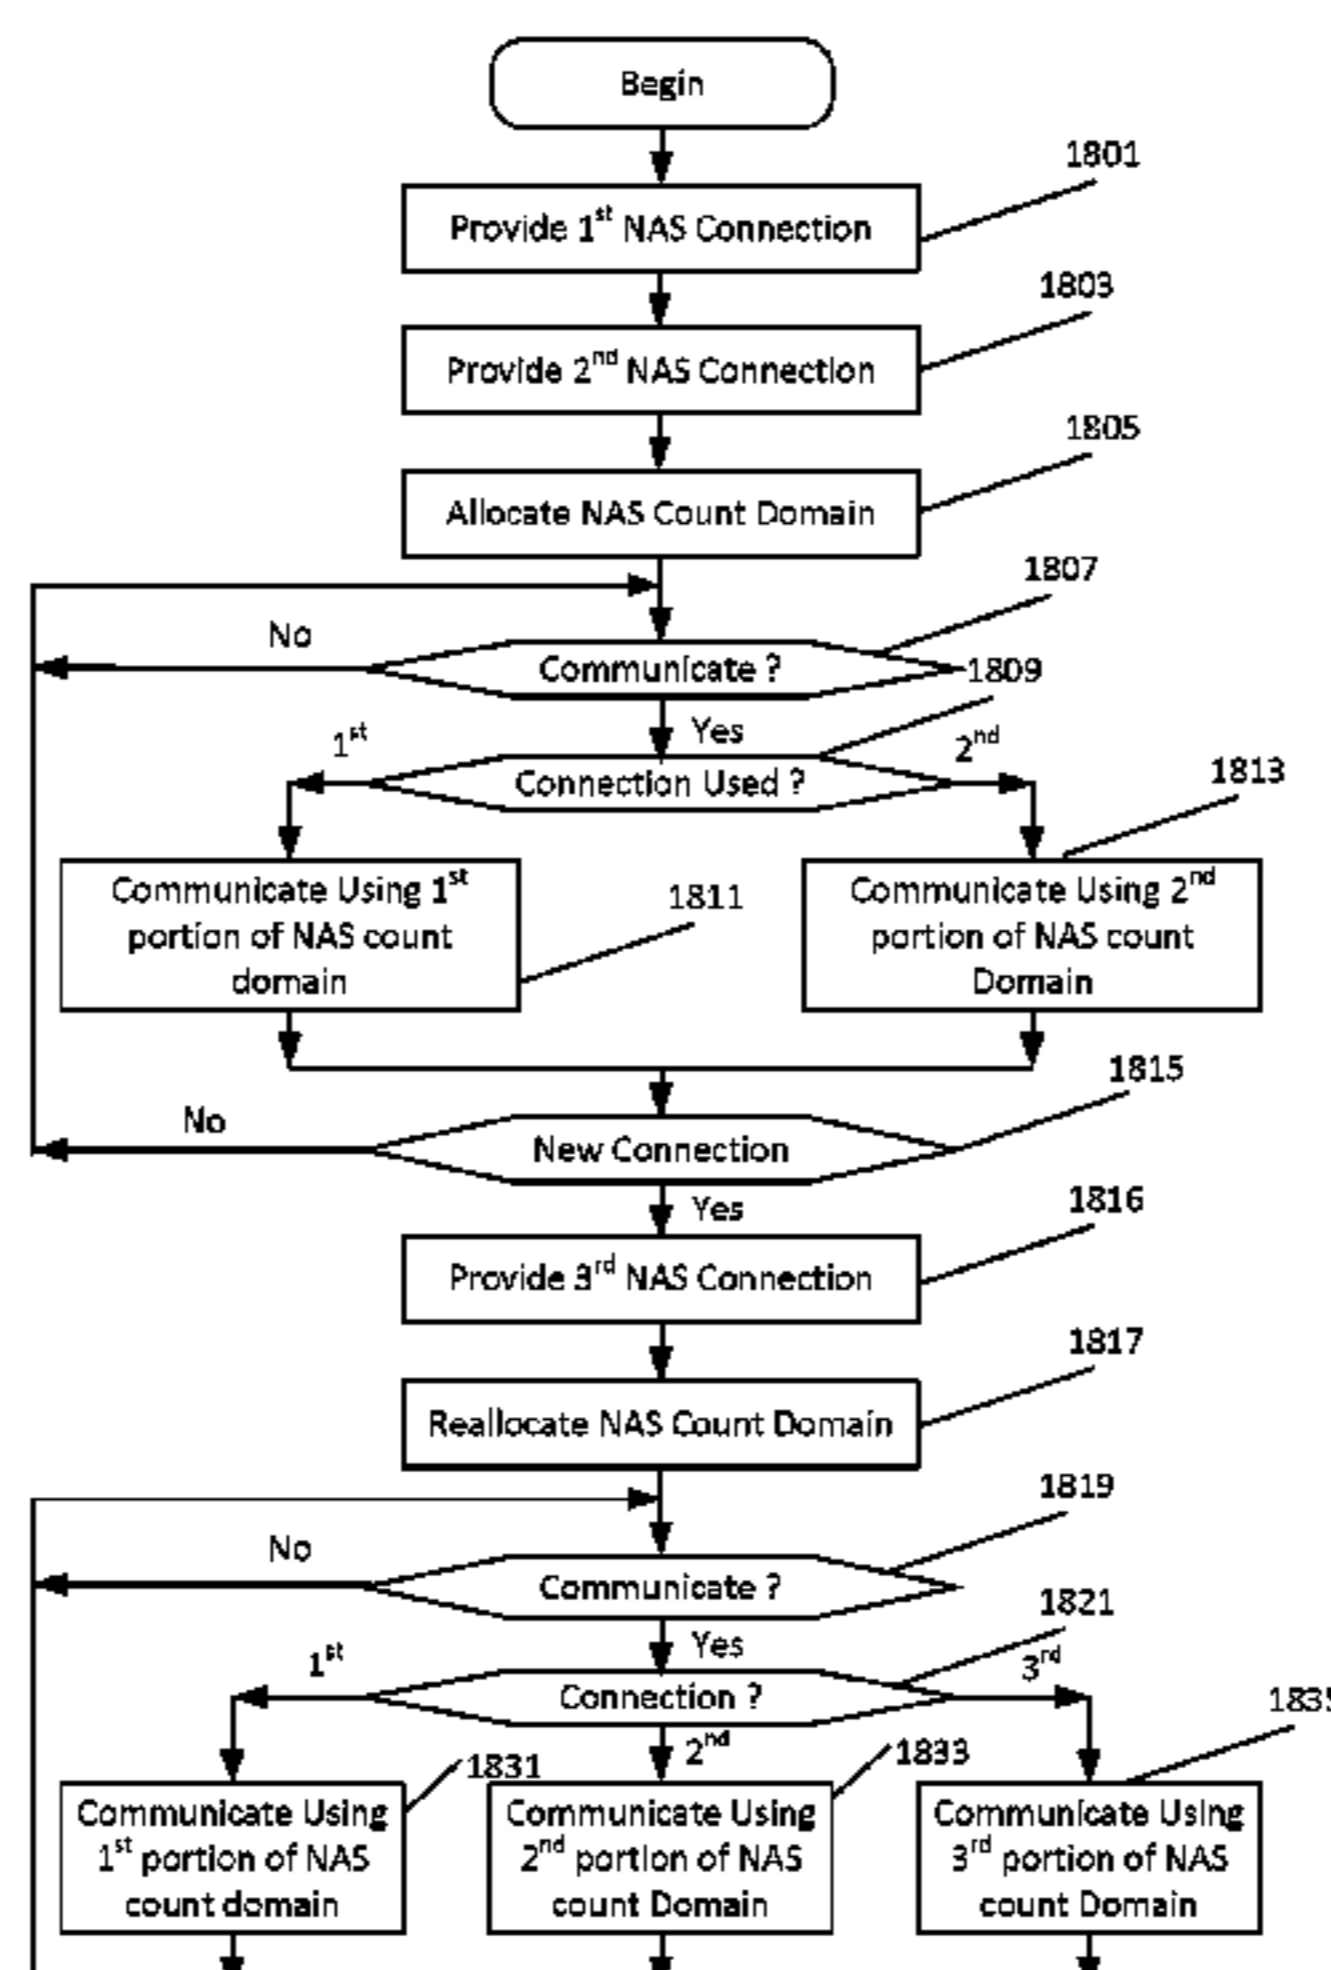 Begin
1801
Provide 1st NAS Connection
1803
Provide 2nd NAS Connection
1805
Allocate NAS Count Domain
1807
No
Communicate ?
1809
Yes
1st
2nd
Connection Used ?
1813
Communicate Using 1st
portion of NAS count
domain
1811
Communicate Using 2nd
portion of NAS count
Domain
1815
No
New Connection
Yes
1816
Provide 3rd NAS Connection
1817
Reallocate NAS Count Domain
1819
No
Communicate ?
1821
Yes
1st
3rd
Connection ?
2nd
1831
1833
Communicate Using
1st portion of NAS
count domain
Communicate Using
2nd portion of NAS
count Domain
Communicate Using
3rd portion of NAS
count Domain